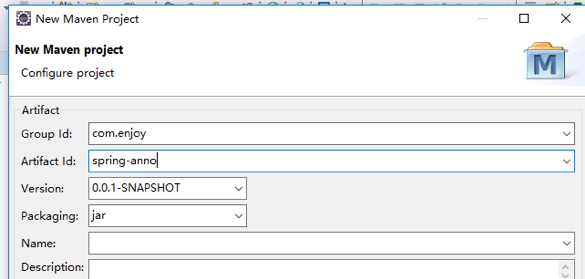 New Maven Project
New Maven project
Configure project
Artifact
Group Id: com.enjoy
Artifact Id: spring-anno
Version: 0.0.1-SNAPSHOT
Packaging: jar
Name:
Description: